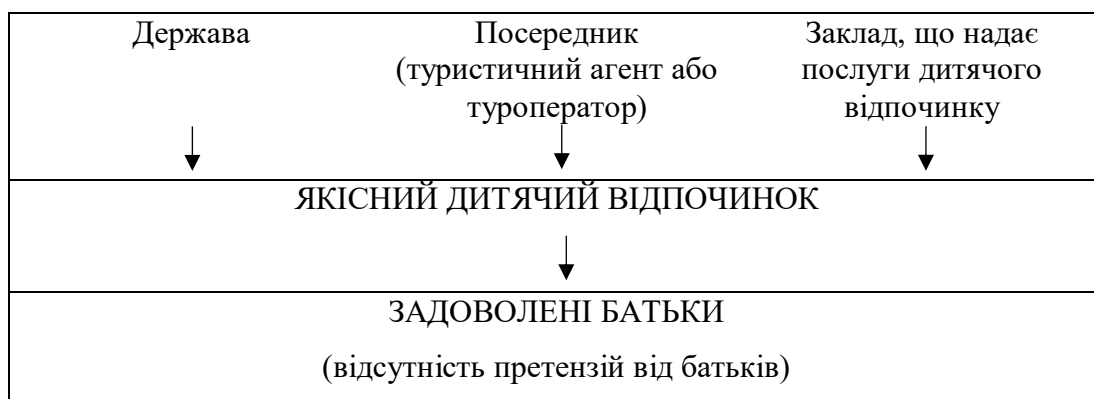 Держава
Посередник
(туристичний агент або
туроператор)
Заклад, що надає
послуги дитячого
відпочинку
ЯКІСНИЙ ДИТЯЧИЙ ВІДПОЧИНОК
ЗАДОВОЛЕНІ БАТЬКИ
(відсутність претензій від батьків)